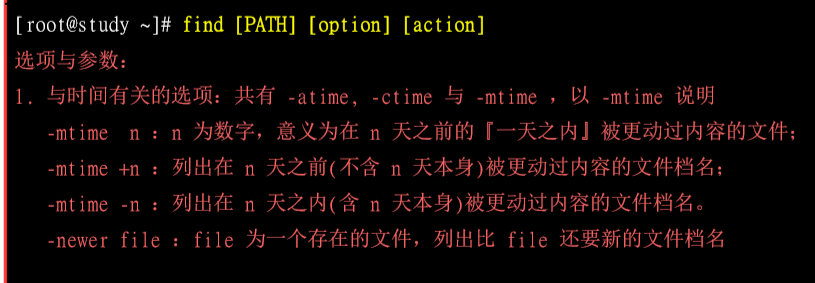 [root@study ~]# find [PATH] [option] [action]
选项与参数：
1. 与时间有关的选项：共有 -atime, -ctime 与 -mtime ，以 -mtime 说明
-mtime n ：n 为数字，意义为在 n 天之前的『一天之内』被更动过内容的文件；
-mtime +n ：列出在 n 天之前(不含 n 天本身)被更动过内容的文件档名；
-mtime -n ：列出在 n 天之内(含 n 天本身)被更动过内容的文件档名。
-newer file ：file 为一个存在的文件，列出比 file 还要新的文件档名